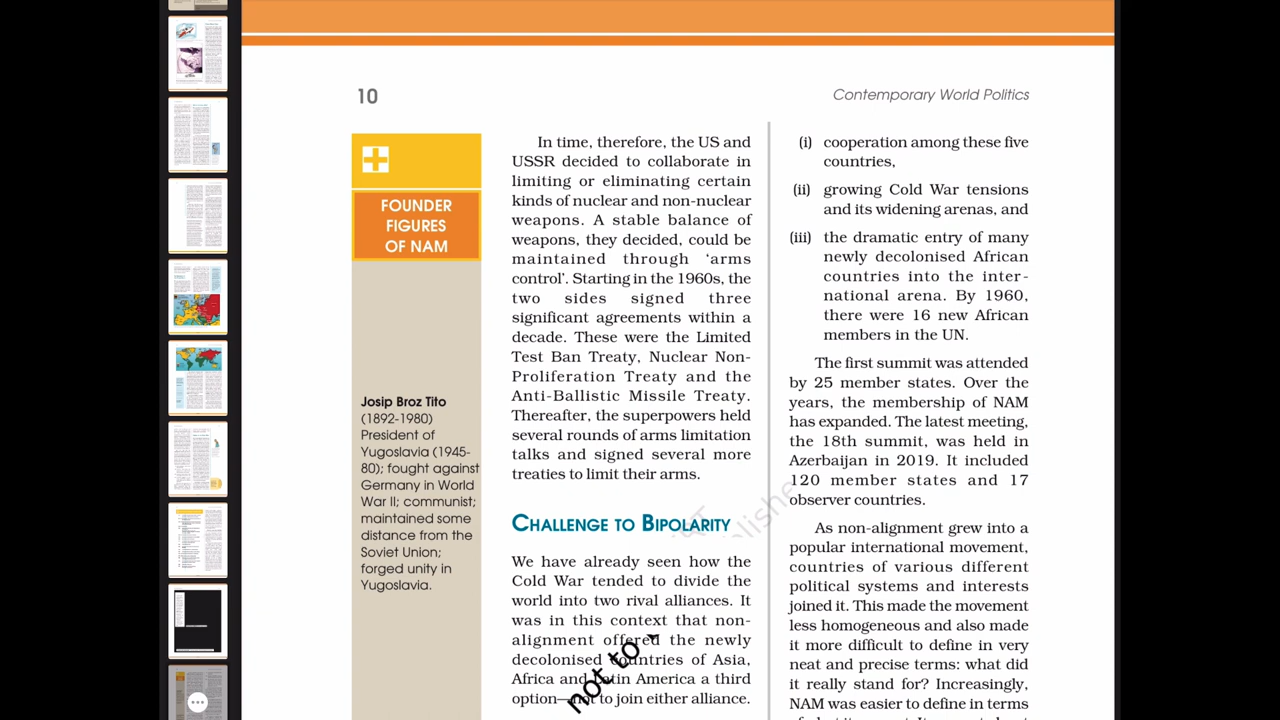 10
Contemporary World Politics
FOUNDER
FIGURES
OF NAM
Broz Tito
(1892-1980)
President of
Yugoslavia (1945-
80); fought against
Germany in World
War II; communist;
maintained some
distance from the
Soviet Union;
forged unity in
Yugoslavia.
In time, the US and
USSR decided to collaborate in
limiting or eliminating certain
kinds of nuclear and non-nuclear
weapons. A stable balance of
weapons, they decided, could be
maintained through ‘arms
control’. Starting in the 1960s, the
two sides signed three
significant agreements within a
decade. These were the Limited
Test Ban Treaty, Nuclear Non-
Proliferation Treaty and the
Anti-Ballistic Missile Treaty.
Thereafter, the superpowers held
several rounds of arms limitation
talks and signed several more
treaties to limit their arms.
CHALLENGE TO BIPOLARITY
We have already seen how the
Cold War tended to divide the
world into two rival alliances. It
was in this context that non-
alignment offered the newly
decolonised countries of Asia,
Africa and
(i) cooperation among these five
countries,
(ii) growing Cold War tensions
and its widening arenas, and
(iii) the dramatic entry of many
newly decolonised African
countries into the inter-
national arena. By 1960,
there were 16 new African
members in the UN.
The first summit was attended
by 25 member states. Over the
years, the membership of NAM
has expanded. The latest meeting,
the 18th summit, was held in
Azerbaijan in 2019. It included
120 member states and 17
observer countries.
As non-alignment grew into a
popular international movement,
countries of various different
political systems and interests
joined it. This made the movement
less homogeneous and also made
it more difficult to define in very
neat and precise terms: what did
it really stand for? Increasingly,
NAM was easier to define in terms